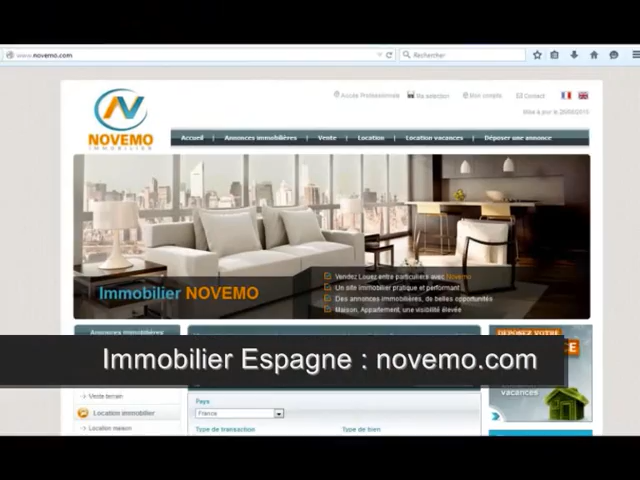 www.novemo.com
Rechercher
Accès Professionnels
Ma sélection
Mon compte
Contact
NOVEMO
IMMOBILIER
Accueil | Annonces immobilières | Vente | Location | Location vacances | Déposer une annonce
Immobilier NOVEMO
Vendez Louez entre particuliers avec Novemo
Un site immobilier pratique et performant
Des annonces immobilières, de belles opportunités
Maison, Appartement, une visibilité élevée
Annonces immobilières
DEPOSEZ VOTRE
Immobilier Espagne : novemo.com
vacances
Vente terrain
Pays
Location immobilier
France
Location maison
Type de transaction
Type de bien